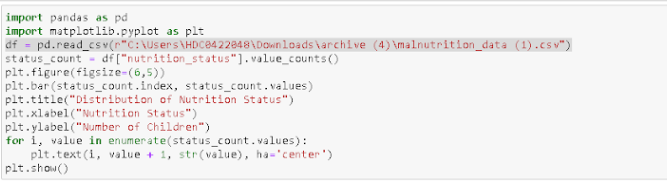 import pandas as pd
import matplotlib.pyplot as plt
df = pd.read_csv(r"C:\Users\HDC0422048\Downloads\archive (4)\malnutrition_data (1).csv")
status_count = df["nutrition_status"].value_counts()
plt.figure(figsize=(6,5))
plt.bar(status_count.index, status_count.values)
plt.title("Distribution of Nutrition Status")
plt.xlabel("Nutrition Status")
plt.ylabel("Number of Children")
for i, value in enumerate(status_count.values):
    plt.text(i, value + 1, str(value), ha='center')
plt.show()